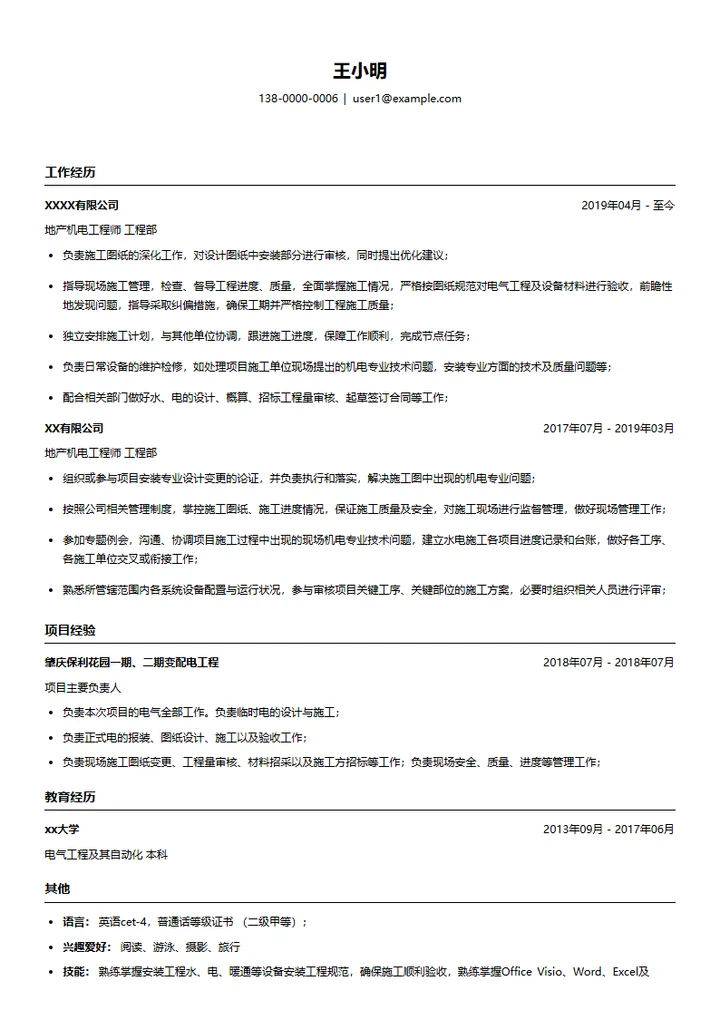 王小明
138-0000-0006 | user1@example.com
工作经历
XXXX有限公司 2019年04月 - 至今
地产机电工程师 工程部
• 负责施工图纸的深化工作，对设计图纸中安装部分进行审核，同时提出优化建议；
• 指导现场施工管理，检查、督导工程进度、质量，全面掌握施工情况，严格按图纸规范对电气工程及设备材料进行验收，前瞻性
地发现问题，指导采取纠偏措施，确保工期并严格控制工程施工质量；
• 独立安排施工计划，与其他单位协调，跟进施工进度，保障工作顺利，完成节点任务；
• 负责日常设备的维护检修，如处理项目施工单位现场提出的机电专业技术问题，安装专业方面的技术及质量问题等；
• 配合相关部门做好水、电的设计、概算、招标工程量审核、起草签订合同等工作；
XX有限公司 2017年07月 - 2019年03月
地产机电工程师 工程部
• 组织或参与项目安装专业设计变更的论证，并负责执行和落实，解决施工图中出现的机电专业问题；
• 按照公司相关管理制度，掌控施工图纸、施工进度情况，保证施工质量及安全，对施工现场进行监督管理，做好现场管理工作；
• 参加专题例会，沟通、协调项目施工过程中出现的现场机电专业技术问题，建立水电施工各项目进度记录和台账，做好各工序、
各施工单位交叉或衔接工作；
• 熟悉所管辖范围内各系统设备配置与运行状况，参与审核项目关键工序、关键部位的施工方案，必要时组织相关人员进行评审；
项目经验
肇庆保利花园一期、二期变配电工程 2018年07月 - 2018年07月
项目主要负责人
• 负责本次项目的电气全部工作。负责临时电的设计与施工；
• 负责正式电的报装、图纸设计、施工以及验收工作；
• 负责现场施工图纸变更、工程量审核、材料招采以及施工方招标等工作；负责现场安全、质量、进度等管理工作；
教育经历
xx大学 2013年09月 - 2017年06月
电气工程及其自动化 本科
其他
• 语言： 英语cet-4，普通话等级证书 （二级甲等）；
• 兴趣爱好： 阅读、游泳、摄影、旅行
• 技能： 熟练掌握安装工程水、电、暖通等设备安装工程规范，确保施工顺利验收，熟练掌握Office Visio、Word、Excel及